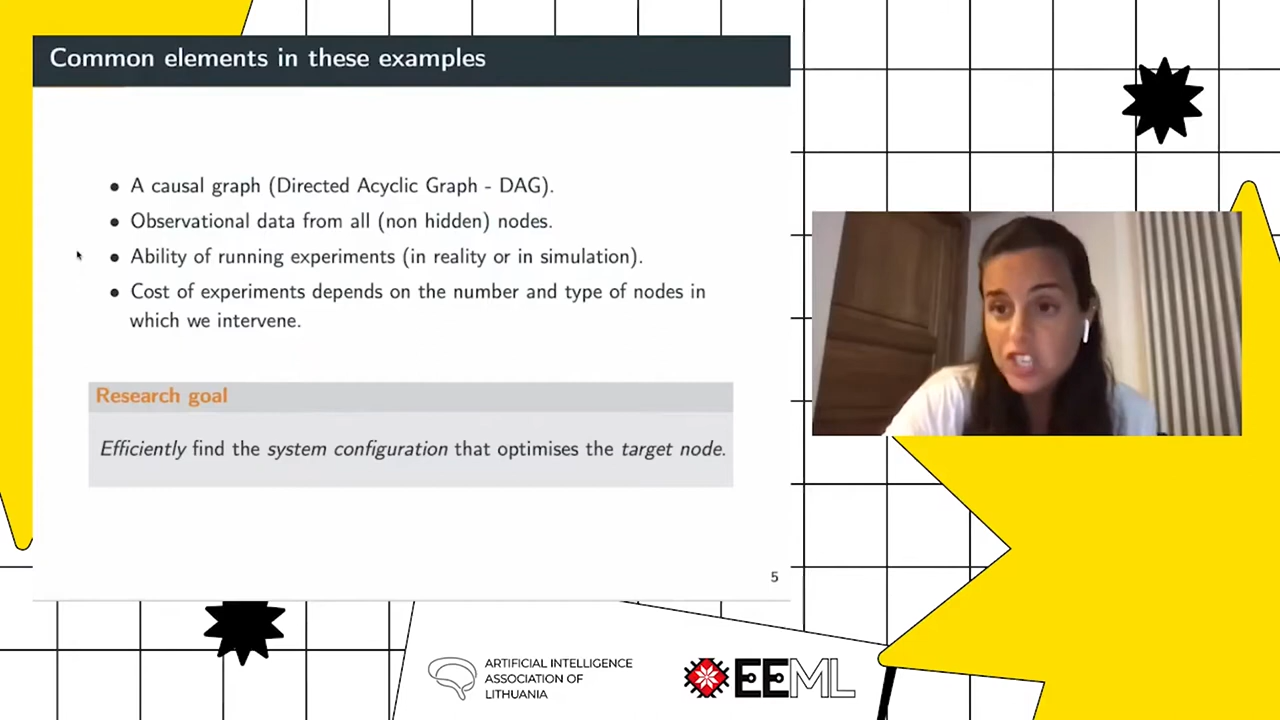 Common elements in these examples
• A causal graph (Directed Acyclic Graph - DAG).
• Observational data from all (non hidden) nodes.
• Ability of running experiments (in reality or in simulation).
• Cost of experiments depends on the number and type of nodes in
which we intervene.
Research goal
Efficiently find the system configuration that optimises the target node.
5
ARTIFICIAL INTELLIGENCE
ASSOCIATION OF
LITHUANIA
EEML